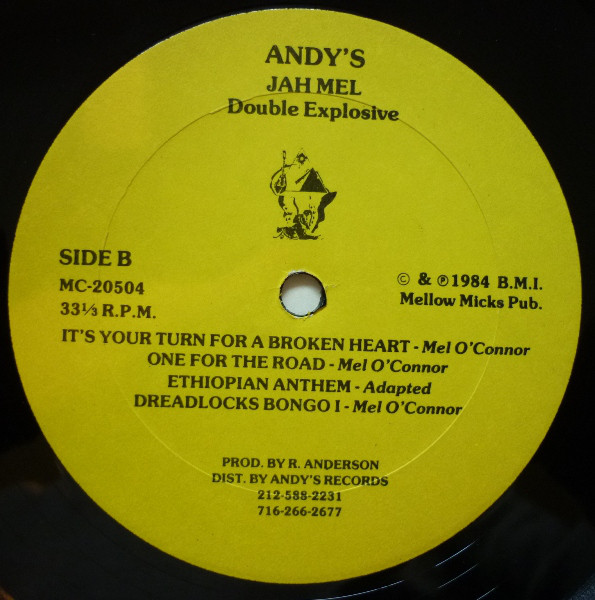 ANDY'S
JAH MEL
Double Explosive
SIDE B
MC-20504
33⅓ R.P.M.
© & ℗ 1984 B.M.I.
Mellow Micks Pub.
IT'S YOUR TURN FOR A BROKEN HEART - Mel O'Connor
ONE FOR THE ROAD - Mel O'Connor
ETHIOPIAN ANTHEM - Adapted
DREADLOCKS BONGO I - Mel O'Connor
PROD. BY R. ANDERSON
DIST. BY ANDY'S RECORDS
212-588-2231
716-266-2677